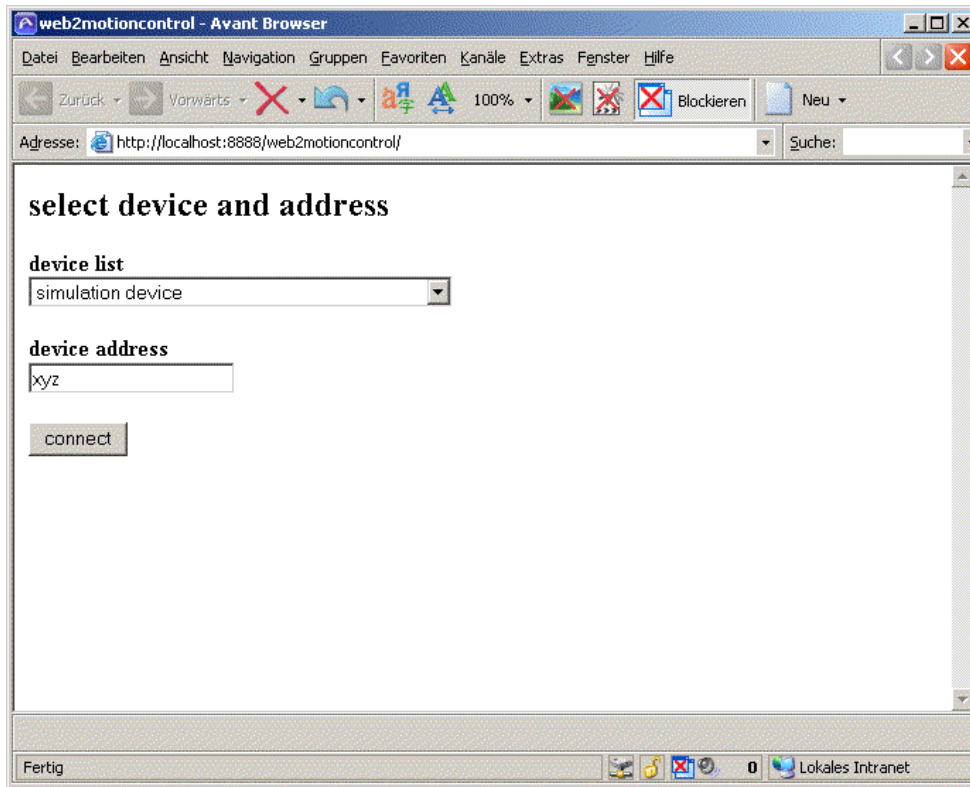 web2motioncontrol - Avant Browser
Datei Bearbeiten Ansicht Navigation Gruppen Favoriten Kanäle Extras Fenster Hilfe
Zurück Vorwärts 100% Blockieren Neu
Adresse: http://localhost:8888/web2motioncontrol/ Suche:
select device and address
device list
simulation device
device address
xyz
connect
Fertig 0 Lokales Intranet